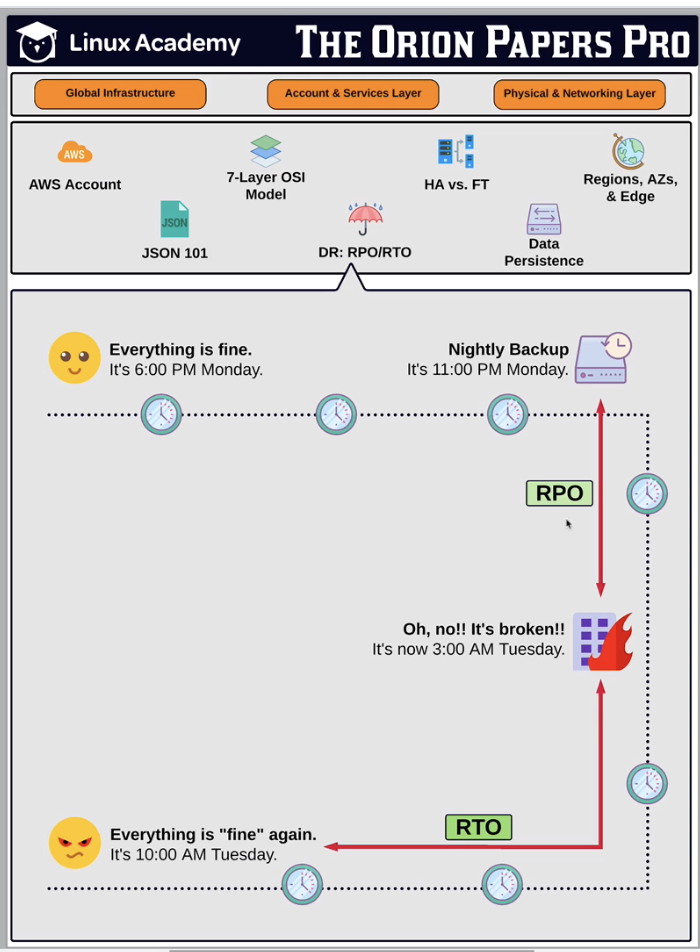 Linux Academy
THE ORION PAPERS PRO
Global Infrastructure
Account & Services Layer
Physical & Networking Layer
AWS
AWS Account
7-Layer OSI
Model
HA vs. FT
Regions, AZs,
& Edge
JSON
JSON 101
DR: RPO/RTO
Data
Persistence
Everything is fine.
It's 6:00 PM Monday.
Nightly Backup
It's 11:00 PM Monday.
RPO
Oh, no!! It's broken!!
It's now 3:00 AM Tuesday.
RTO
Everything is "fine" again.
It's 10:00 AM Tuesday.